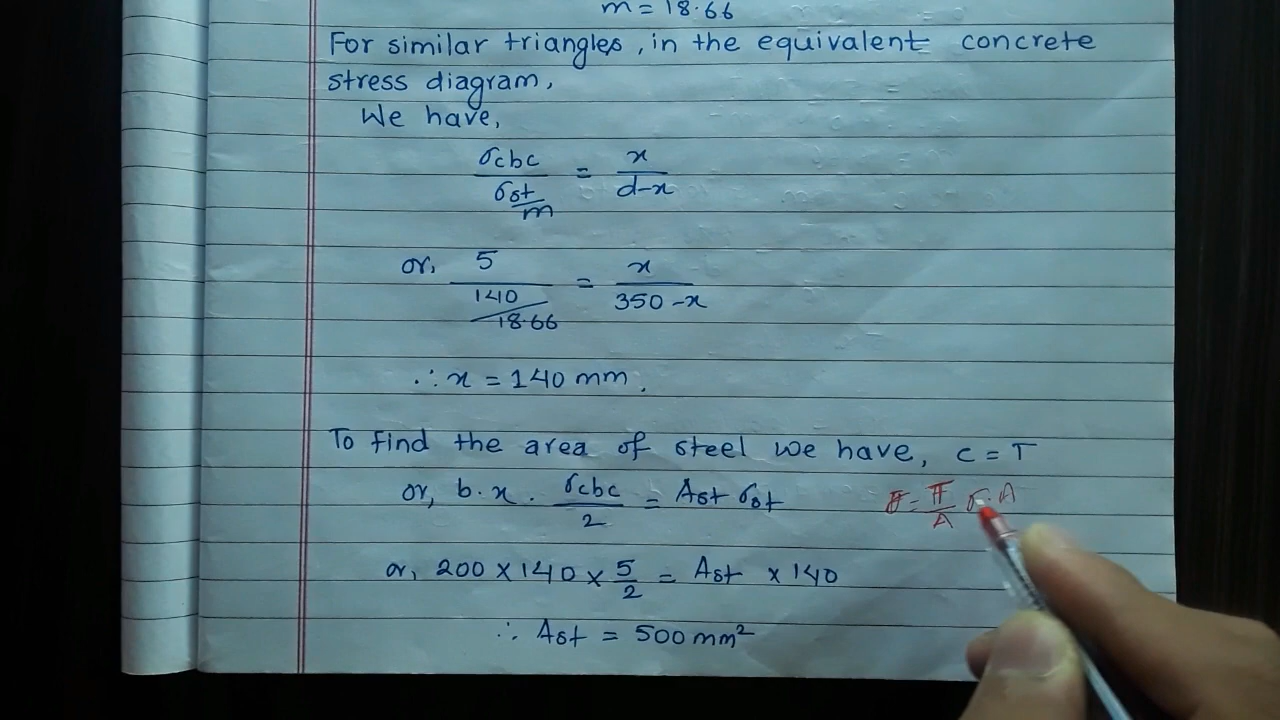 m = 18.66
For similar triangles, in the equivalent concrete
stress diagram,
We have,
σcbc / (σst/m) = x / (d-x)
or, 5 / (140/18.66) = x / (350-x)
∴ x = 140 mm.
To find the area of steel we have, C = T
or, b.x. σcbc/2 = Ast σst
σ = T/A σ.A
or, 200 × 140 × 5/2 = Ast × 140
∴ Ast = 500 mm²